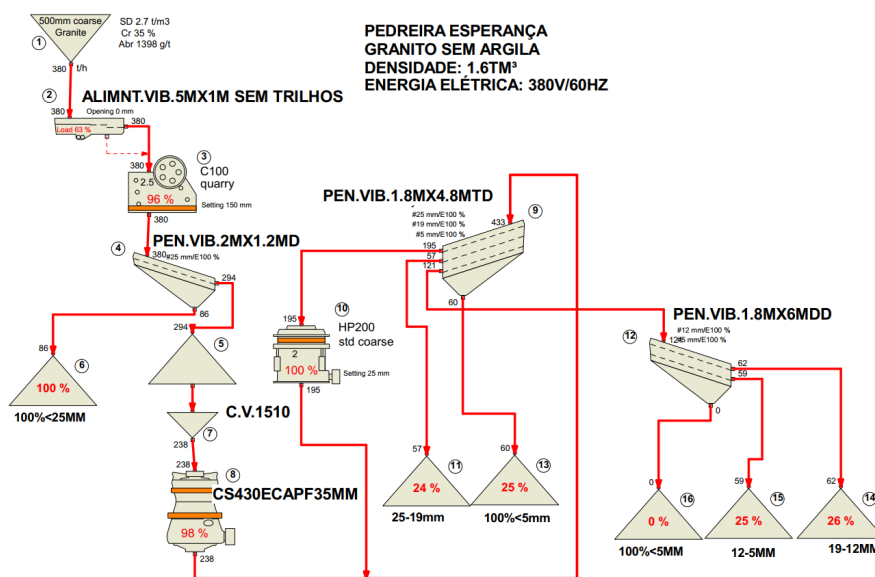 500mm coarse
Granite
SD 2.7 t/m3
Cr 35 %
Abr 1398 g/t
1
380 t/h
PEDREIRA ESPERANÇA
GRANITO SEM ARGILA
DENSIDADE: 1.6TM³
ENERGIA ELÉTRICA: 380V/60HZ
2
ALIMNT.VIB.5MX1M SEM TRILHOS
Opening 0 mm
380
Load 63 %
380
3
C100
quarry
380
2.5
96 %
Setting 150 mm
380
4
PEN.VIB.2MX1.2MD
380
#25 mm/E100 %
294
86
86
6
100 %
100%<25MM
294
5
C.V.1510
7
238
238
8
CS430ECAPF35MM
98 %
238
PEN.VIB.1.8MX4.8MTD
#25 mm/E100 %
#19 mm/E100 %
#5 mm/E100 %
9
433
195
57
121
60
10
HP200
std coarse
195
2
100 %
Setting 25 mm
195
57
11
24 %
25-19mm
60
13
25 %
100%<5mm
PEN.VIB.1.8MX6MDD
#12 mm/E100 %
#5 mm/E100 %
12
62
59
0
0
16
0 %
100%<5MM
59
15
25 %
12-5MM
62
14
26 %
19-12MM